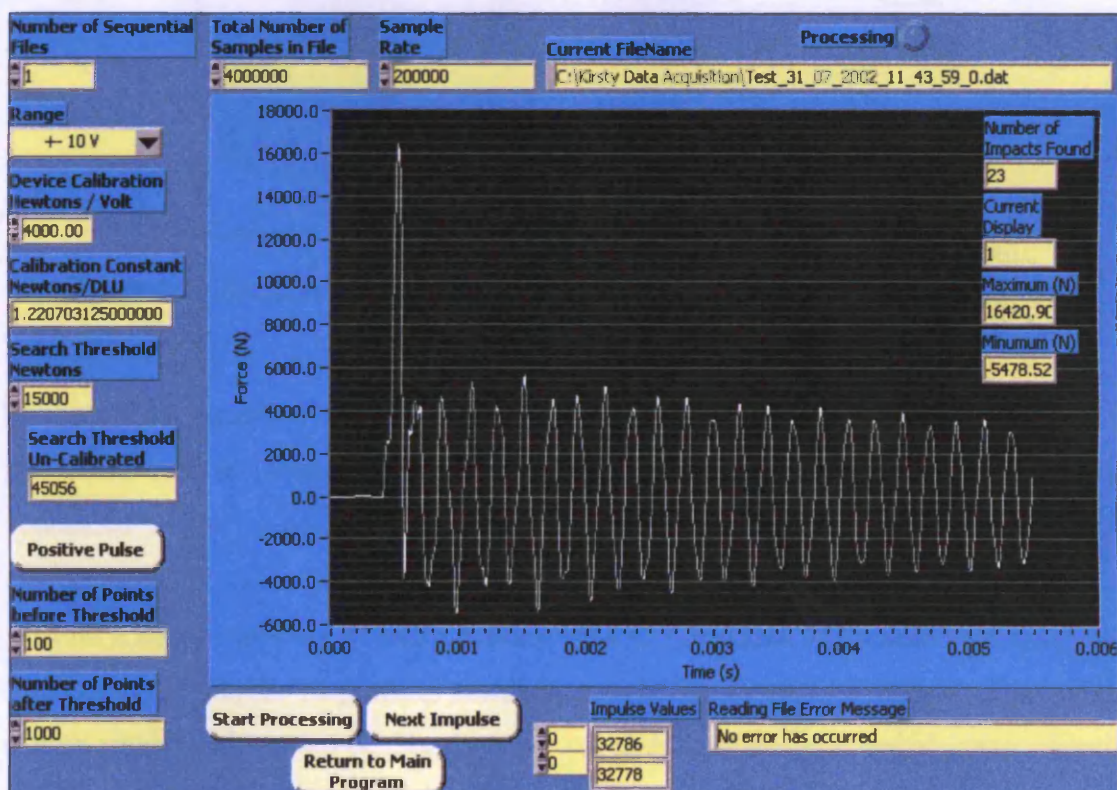 Number of Sequential
Files
1
Total Number of
Samples in File
4000000
Sample
Rate
200000
Current FileName
C:\Kirsty Data Acquisition\Test_31_07_2002_11_43_59_0.dat
Processing
Range
+- 10 V
Device Calibration
Newtons / Volt
4000.00
Calibration Constant
Newtons/DLU
1.220703125000000
Search Threshold
Newtons
15000
Search Threshold
Un-Calibrated
45056
Positive Pulse
Number of Points
before Threshold
100
Number of Points
after Threshold
1000
Force (N)
18000.0
16000.0
14000.0
12000.0
10000.0
8000.0
6000.0
4000.0
2000.0
0.0
-2000.0
-4000.0
-6000.0
0.000
0.001
0.002
0.003
0.004
0.005
0.006
Time (s)
Number of
Impacts Found
23
Current
Display
1
Maximum (N)
16420.90
Minumum (N)
-5478.52
Start Processing
Next Impulse
Return to Main
Program
Impulse Values
0
0
32786
32778
Reading File Error Message
No error has occurred